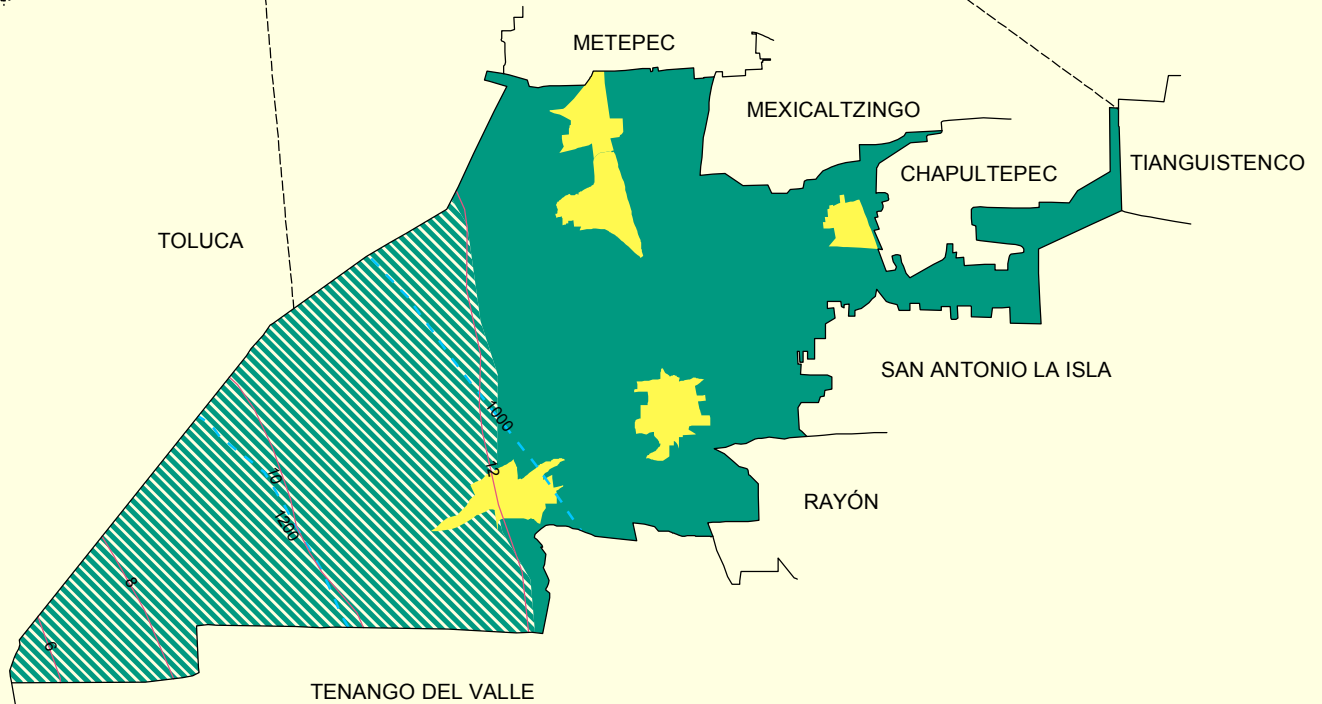 METEPEC
MEXICALTZINGO
CHAPULTEPEC
TIANGUISTENCO
TOLUCA
SAN ANTONIO LA ISLA
1000
12
10
RAYÓN
1200
8
6
TENANGO DEL VALLE